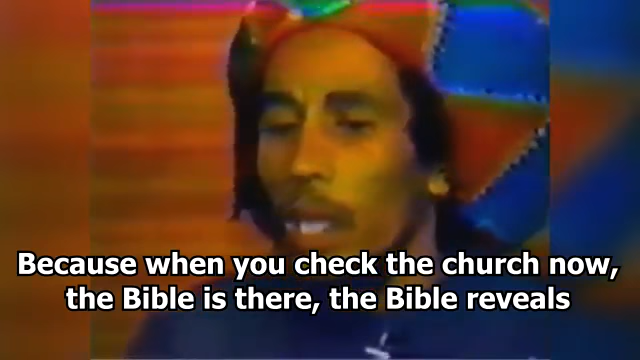 Because when you check the church now,
the Bible is there, the Bible reveals